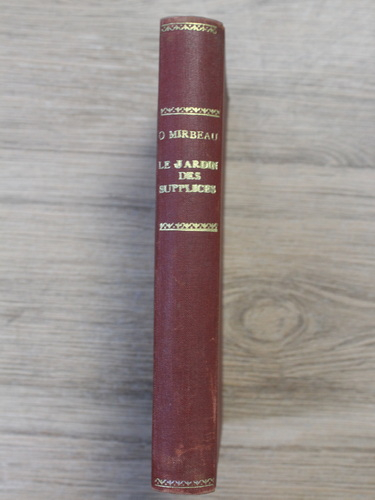 O MIRBEAU
LE JARDIN
DES
SUPPLICES